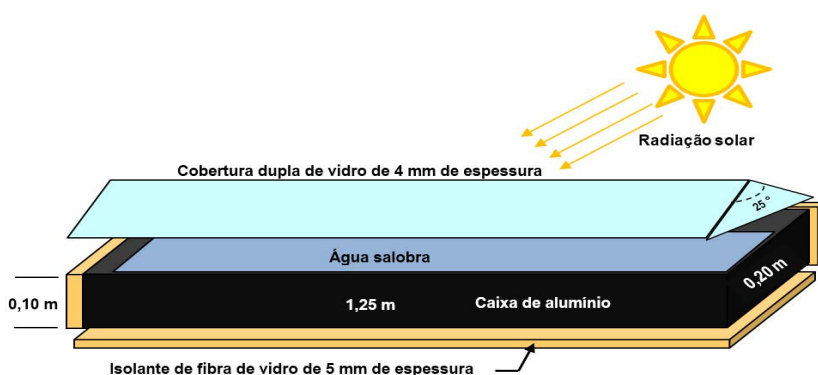 Radiação solar
Cobertura dupla de vidro de 4 mm de espessura
25 º
Água salobra
0,20 m
0,10 m
1,25 m
Caixa de alumínio
Isolante de fibra de vidro de 5 mm de espessura